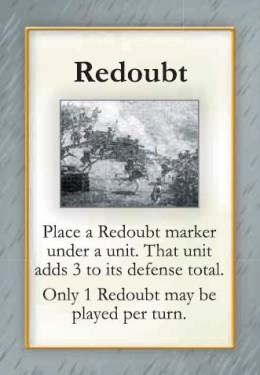 Redoubt
Place a Redoubt marker
under a unit. That unit
adds 3 to its defense total.
Only 1 Redoubt may be
played per turn.